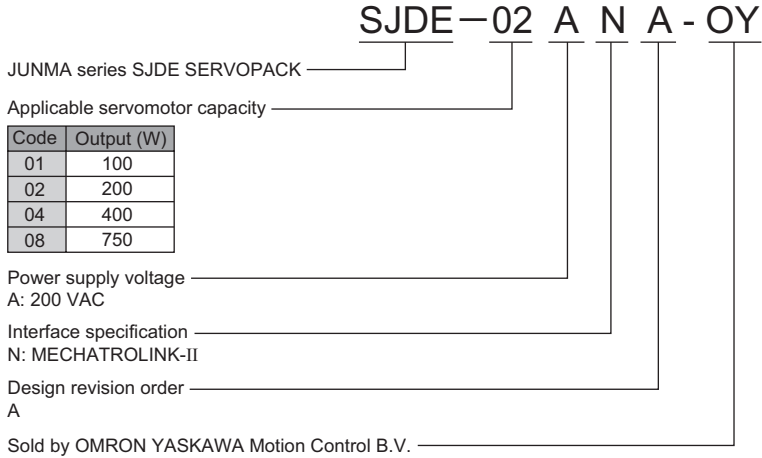 SJDE－02 A N A - OY
JUNMA series SJDE SERVOPACK
Applicable servomotor capacity
Code Output (W)
01 100
02 200
04 400
08 750
Power supply voltage
A: 200 VAC
Interface specification
N: MECHATROLINK-II
Design revision order
A
Sold by OMRON YASKAWA Motion Control B.V.